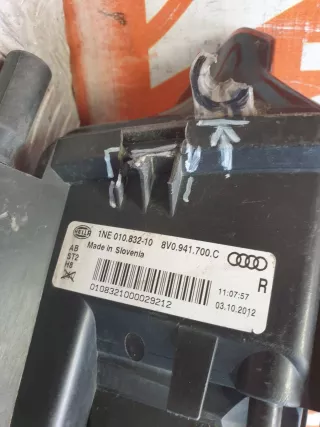 HELLA
1NE 010.832-10 8V0.941.700.C
Made in Slovenia
AB
ST2
H8
R
11:07:57
03.10.2012
0108321000029212